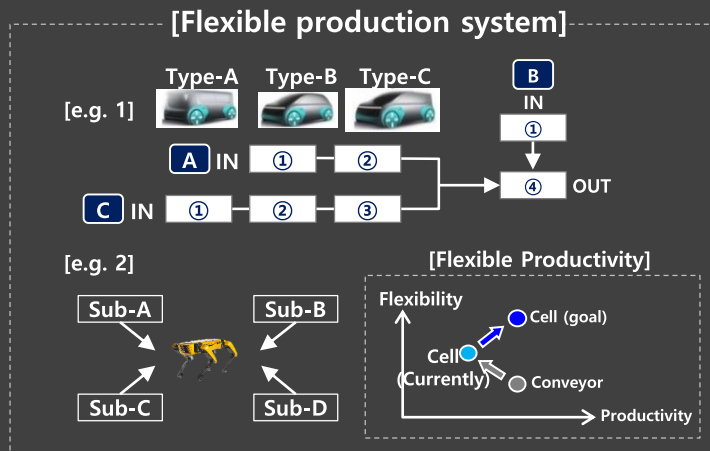 [Flexible production system]
Type-A Type-B Type-C
B
IN
[e.g. 1]
①
A IN ① ②
④ OUT
C IN ① ② ③
[e.g. 2]
[Flexible Productivity]
Sub-A Sub-B
Sub-C Sub-D
Flexibility
Cell (goal)
Cell
(Currently)
Conveyor
Productivity